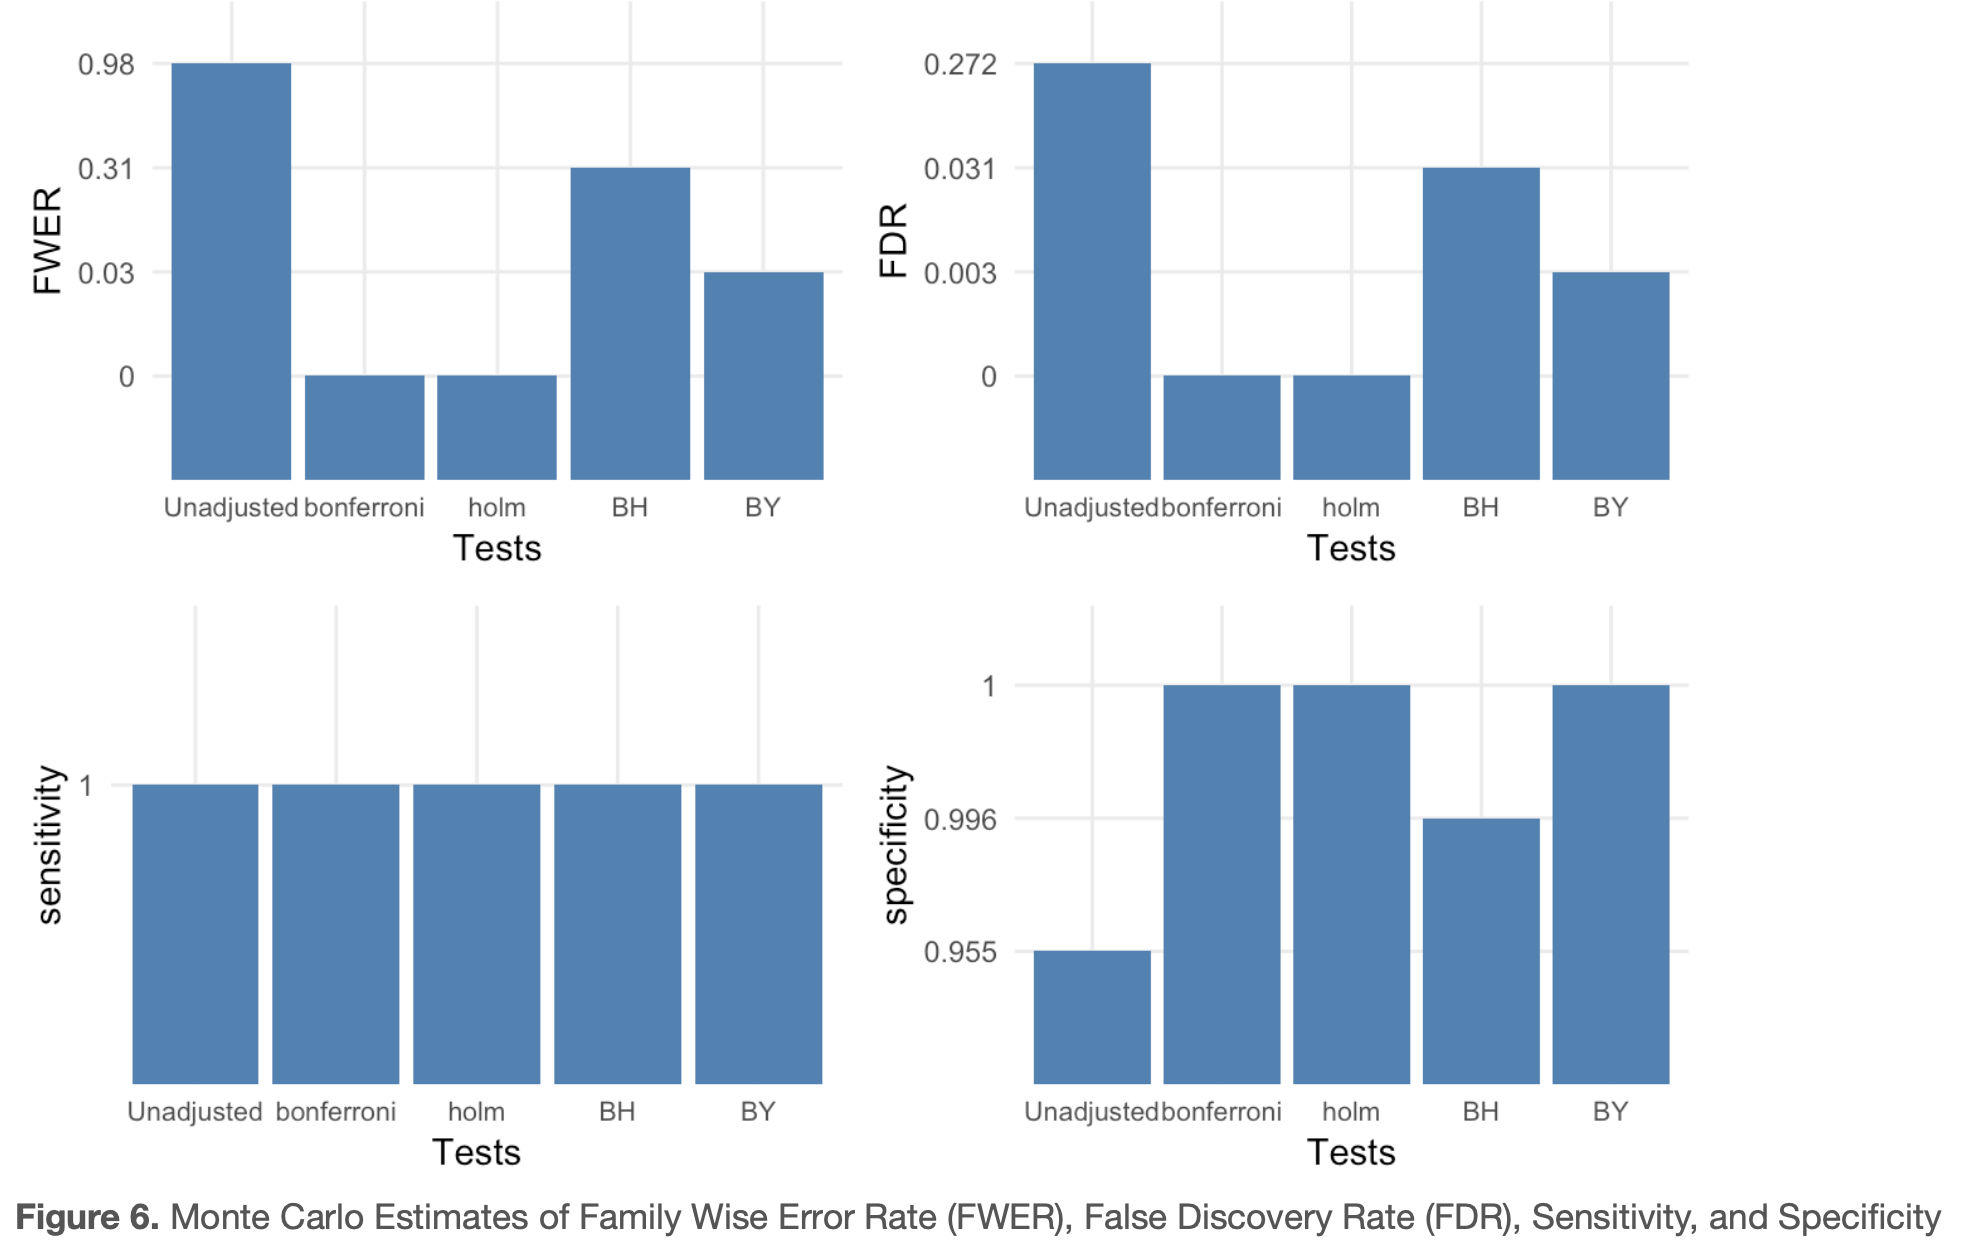 0.98
0.31
0.03
0
FWER
Unadjusted bonferroni holm BH BY
Tests
0.272
0.031
0.003
0
FDR
Unadjusted bonferroni holm BH BY
Tests
1
sensitivity
Unadjusted bonferroni holm BH BY
Tests
1
0.996
0.955
specificity
Unadjusted bonferroni holm BH BY
Tests
Figure 6. Monte Carlo Estimates of Family Wise Error Rate (FWER), False Discovery Rate (FDR), Sensitivity, and Specificity